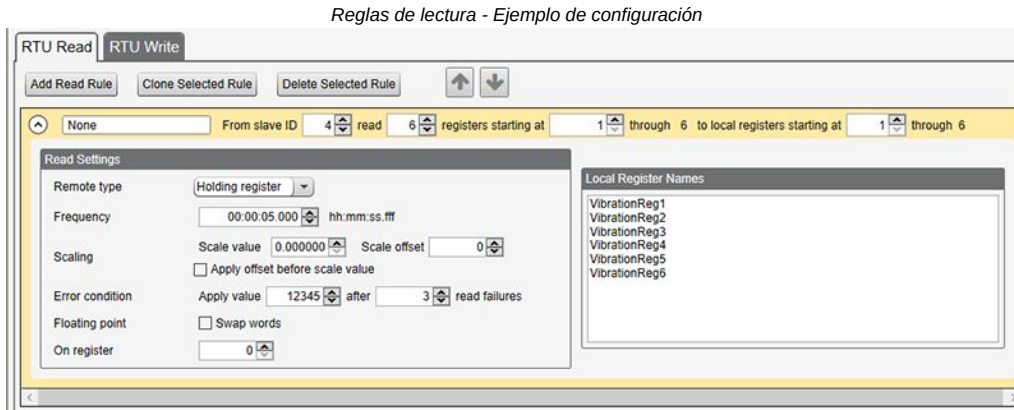 Reglas de lectura - Ejemplo de configuración
RTU Read RTU Write
Add Read Rule Clone Selected Rule Delete Selected Rule
None From slave ID 4 read 6 registers starting at 1 through 6 to local registers starting at 1 through 6
Read Settings
Remote type Holding register
Frequency 00:00:05.000 hh:mm:ss.fff
Scaling Scale value 0.000000 Scale offset 0
Apply offset before scale value
Error condition Apply value 12345 after 3 read failures
Floating point Swap words
On register 0
Local Register Names
VibrationReg1
VibrationReg2
VibrationReg3
VibrationReg4
VibrationReg5
VibrationReg6